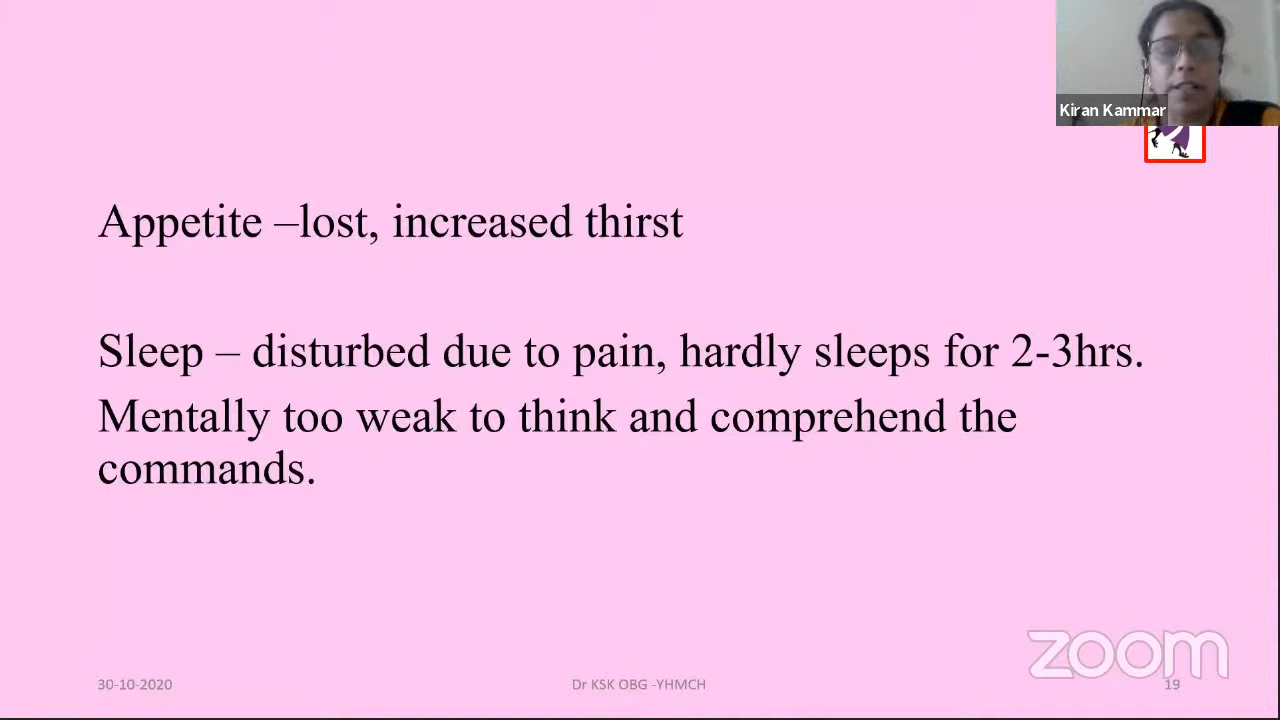 Kiran Kammar
Appetite –lost, increased thirst
Sleep – disturbed due to pain, hardly sleeps for 2-3hrs.
Mentally too weak to think and comprehend the
commands.
zoom
30-10-2020
Dr KSK OBG -YHMCH
19